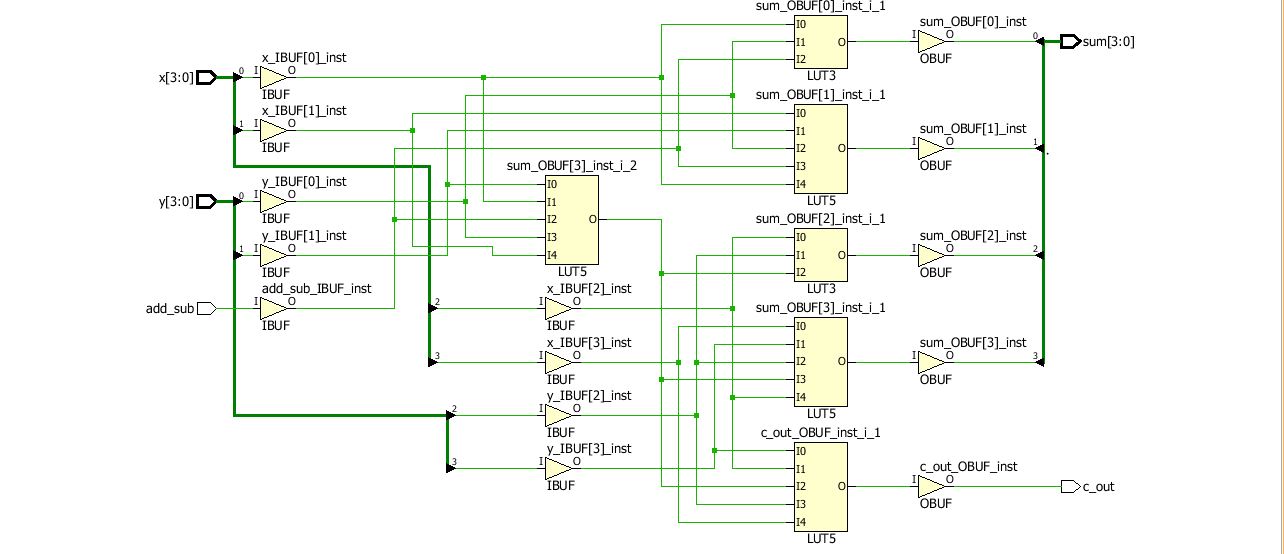 sum_OBUF[0]_inst_i_1
I0
I1 O
I2
LUT3
sum_OBUF[0]_inst
I O
OBUF
0
sum[3:0]
x[3:0]
0
x_IBUF[0]_inst
I O
IBUF
1
x_IBUF[1]_inst
I O
IBUF
sum_OBUF[1]_inst_i_1
I0
I1
I2 O
I3
I4
LUT5
sum_OBUF[1]_inst
I O
OBUF
1
sum_OBUF[3]_inst_i_2
I0
I1
I2 O
I3
I4
LUT5
y[3:0]
0
y_IBUF[0]_inst
I O
IBUF
1
y_IBUF[1]_inst
I O
IBUF
add_sub
add_sub_IBUF_inst
I O
IBUF
sum_OBUF[2]_inst_i_1
I0
I1 O
I2
LUT3
sum_OBUF[2]_inst
I O
OBUF
2
2
x_IBUF[2]_inst
I O
IBUF
3
x_IBUF[3]_inst
I O
IBUF
sum_OBUF[3]_inst_i_1
I0
I1
I2 O
I3
I4
LUT5
sum_OBUF[3]_inst
I O
OBUF
3
2
y_IBUF[2]_inst
I O
IBUF
3
y_IBUF[3]_inst
I O
IBUF
c_out_OBUF_inst_i_1
I0
I1
I2 O
I3
I4
LUT5
c_out_OBUF_inst
I O
OBUF
c_out